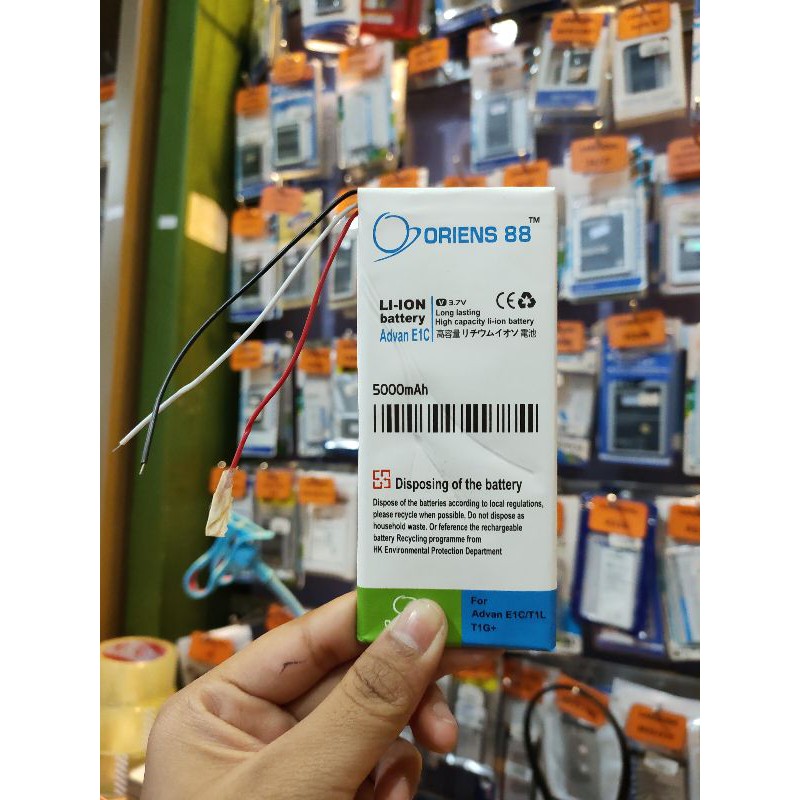 ORIENS 88™
LI-ION
battery
Advan E1C
V 3.7V
Long lasting
High capacity li-ion battery
高容量リチウムイオン電池
5000mAh
Disposing of the battery
Dispose of the batteries according to local regulations,
please recycle when possible. Do not dispose as
household waste. Or reference the rechargable
battery Recycling programme from
HK Environmental Protection Department
For
Advan E1C/T1L
T1G+